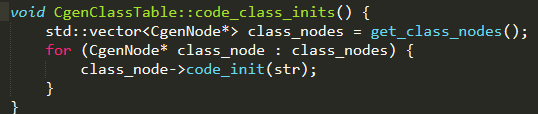 void CgenClassTable::code_class_inits() {
    std::vector<CgenNode*> class_nodes = get_class_nodes();
    for (CgenNode* class_node : class_nodes) {
        class_node->code_init(str);
    }
}